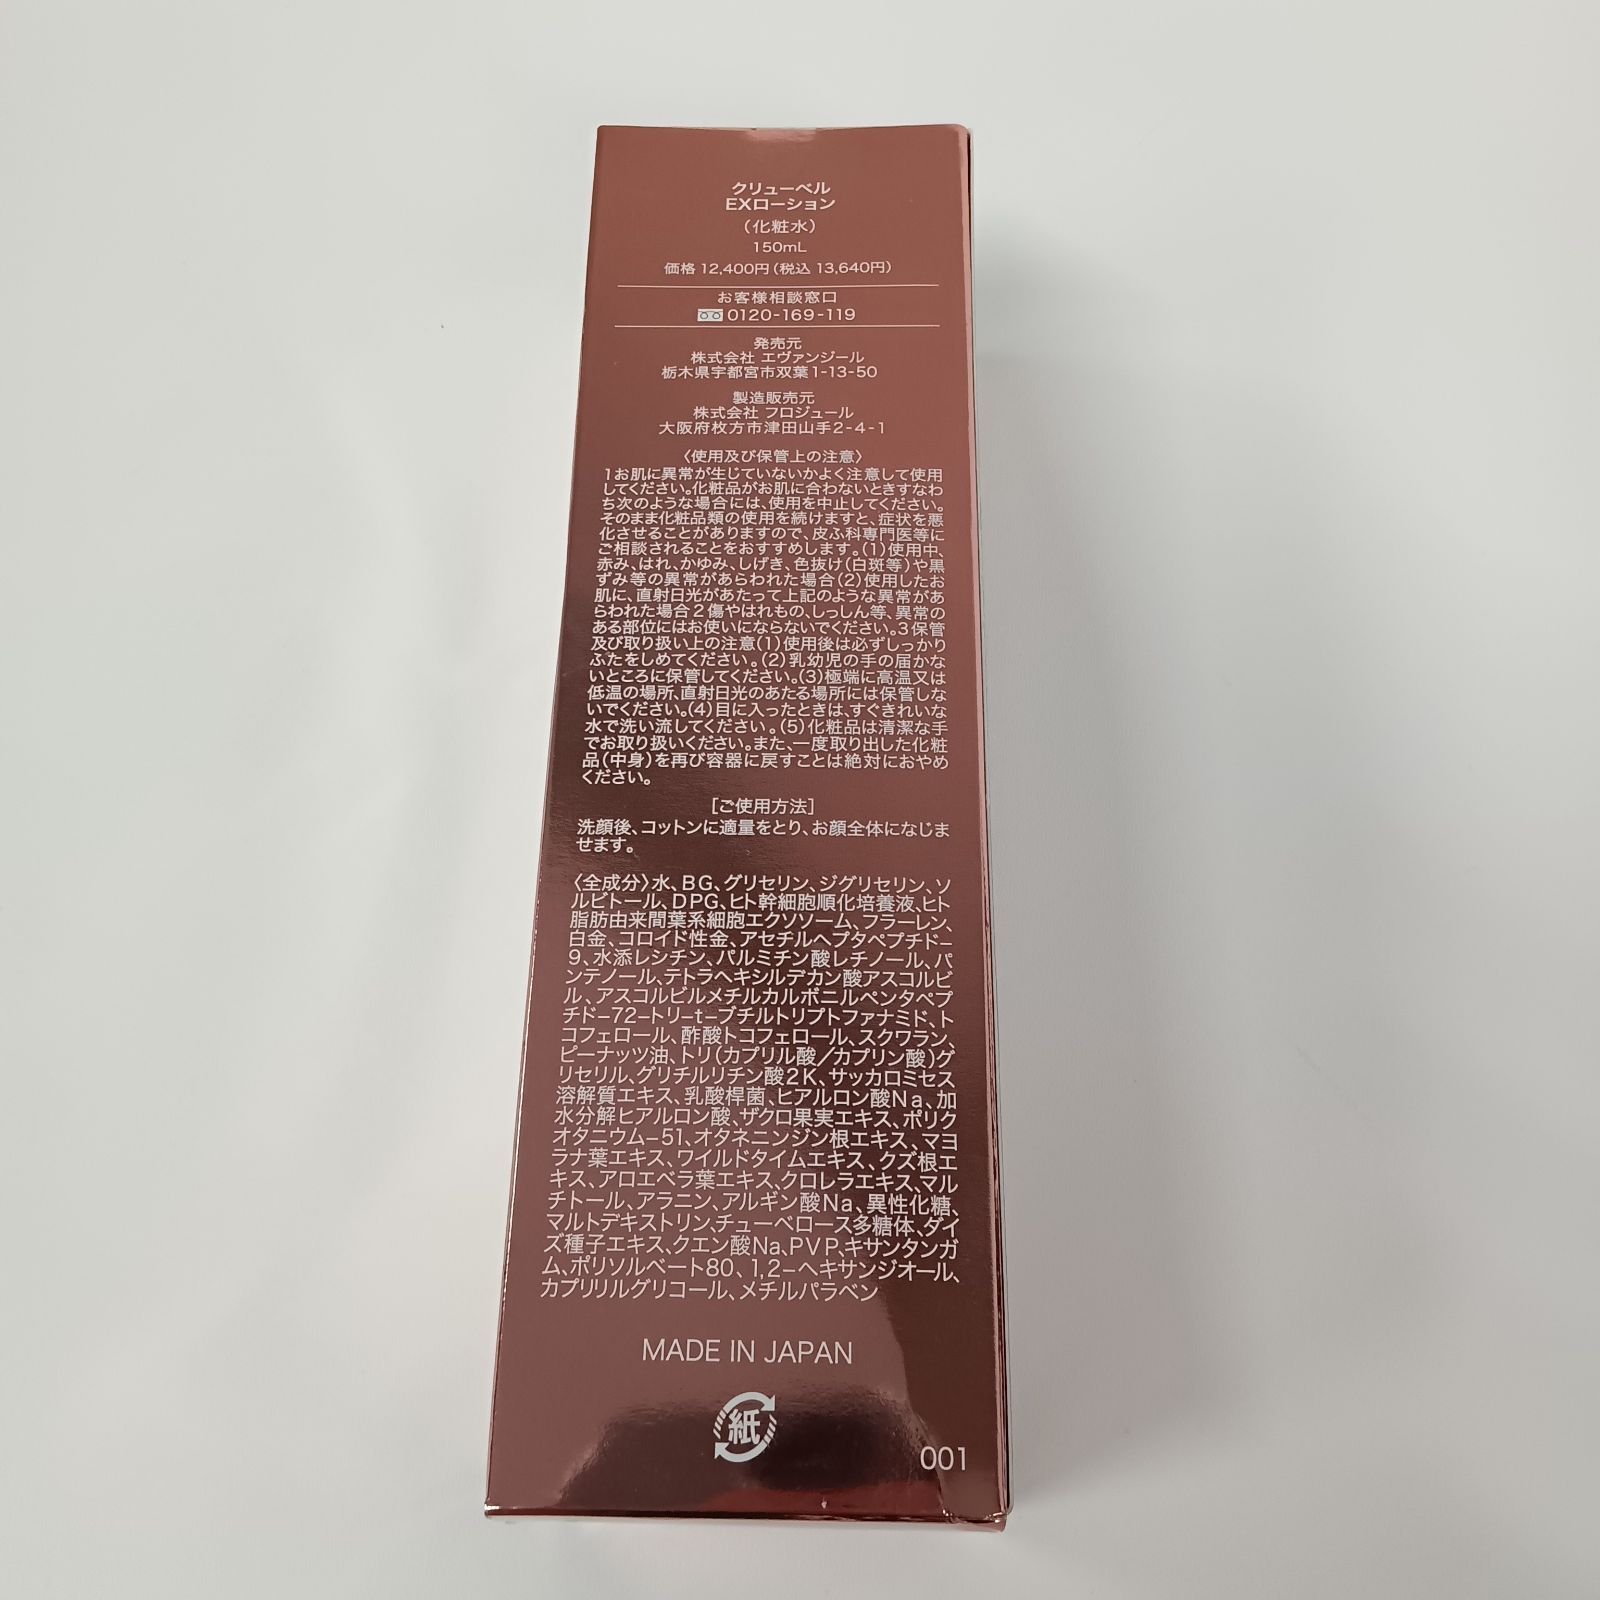 クリューベル
EXローション
(化粧水)
150mL
価格 12,400円(税込 13,640円)
お客様相談窓口
0120-169-119
発売元
株式会社 エヴァンジール
栃木県宇都宮市双葉1-13-50
製造販売元
株式会社 フロジュール
大阪府枚方市津田山手2-4-1
〈使用及び保管上の注意〉
1お肌に異常が生じていないかよく注意して使用
してください。化粧品がお肌に合わないときすなわ
ち次のような場合には、使用を中止してください。
そのまま化粧品類の使用を続けますと、症状を悪
化させることがありますので、皮ふ科専門医等に
ご相談されることをおすすめします。(1)使用中、
赤み、はれ、かゆみ、しげき、色抜け(白斑等)や黒
ずみ等の異常があらわれた場合(2)使用したお
肌に、直射日光があたって上記のような異常があ
らわれた場合2傷やはれもの、しっしん等、異常の
ある部位にはお使いにならないでください。3保管
及び取り扱い上の注意(1)使用後は必ずしっかり
ふたをしめてください。(2)乳幼児の手の届かな
いところに保管してください。(3)極端に高温又は
低温の場所、直射日光のあたる場所には保管しな
いでください。(4)目に入ったときは、すぐきれいな
水で洗い流してください。(5)化粧品は清潔な手
でお取り扱いください。また、一度取り出した化粧
品(中身)を再び容器に戻すことは絶対におやめ
ください。
[ご使用方法]
洗顔後、コットンに適量をとり、お顔全体になじま
せます。
〈全成分〉水、BG、グリセリン、ジグリセリン、ソ
ルビトール、DPG、ヒト幹細胞順化培養液、ヒト
脂肪由来間葉系細胞エクソソーム、フラーレン、
白金、コロイド性金、アセチルヘプタペプチド-
9、水添レシチン、パルミチン酸レチノール、パ
ンテノール、テトラヘキシルデカン酸アスコルビ
ル、アスコルビルメチルカルボニルペンタペプ
チド-72-トリ-t-ブチルトリプトファナミド、ト
コフェロール、酢酸トコフェロール、スクワラン、
ピーナッツ油、トリ(カプリル酸/カプリン酸)グ
リセリル、グリチルリチン酸2K、サッカロミセス
溶解質エキス、乳酸桿菌、ヒアルロン酸Na、加
水分解ヒアルロン酸、ザクロ果実エキス、ポリク
オタニウム-51、オタネニンジン根エキス、マヨ
ラナ葉エキス、ワイルドタイムエキス、クズ根エ
キス、アロエベラ葉エキス、クロレラエキス、マル
チトール、アラニン、アルギン酸Na、異性化糖、
マルトデキストリン、チューベロース多糖体、ダイ
ズ種子エキス、クエン酸Na、PVP、キサンタンガ
ム、ポリソルベート80、1,2-ヘキサンジオール、
カプリリルグリコール、メチルパラベン
MADE IN JAPAN
紙
001